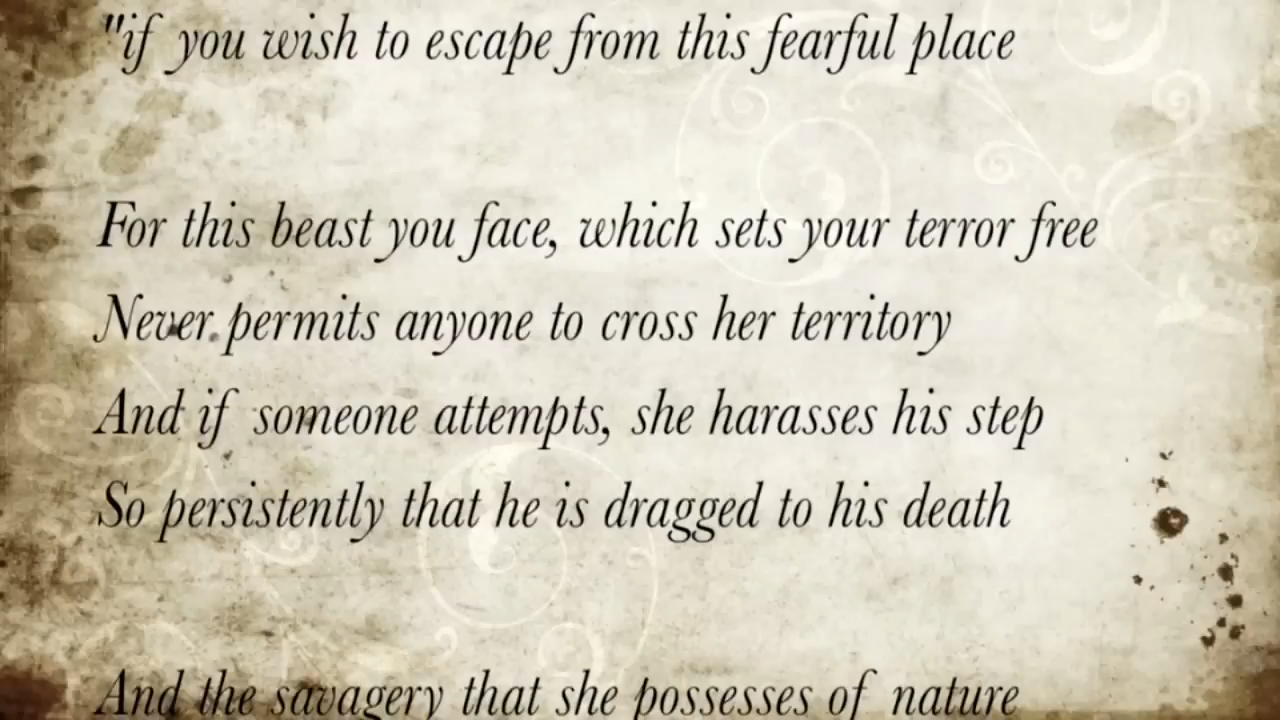 "if you wish to escape from this fearful place
For this beast you face, which sets your terror free
Never permits anyone to cross her territory
And if someone attempts, she harasses his step
So persistently that he is dragged to his death
And the savagery that she possesses of nature